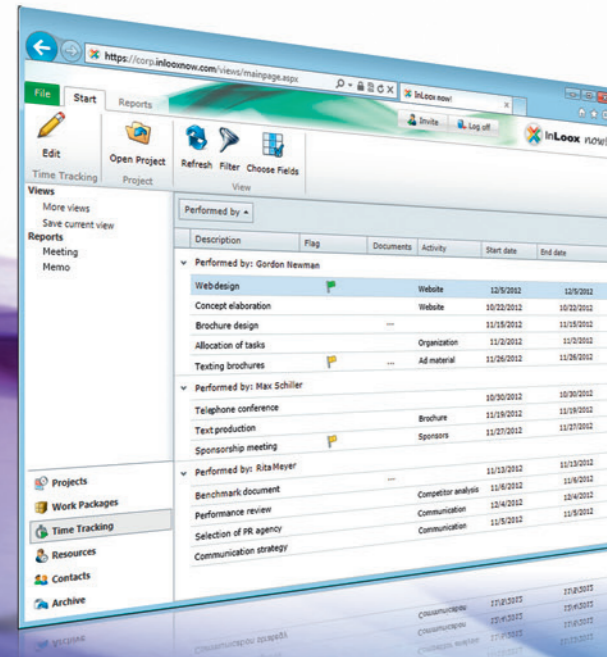 https://corp.inlooxnow.com/views/mainpage.aspx
InLoox now!
File Start Reports
Invite Log off InLoox now!
Edit Open Project Refresh Filter Choose Fields
Time Tracking Project View
Views
More views
Save current view
Reports
Meeting
Memo
Projects
Work Packages
Time Tracking
Resources
Contacts
Archive
Performed by
Description Flag Documents Activity Start date End date
Performed by: Gordon Newman
Webdesign Website 12/5/2012 12/5/2012
Concept elaboration Website 10/22/2012 10/22/2012
Brochure design ... 11/15/2012 11/15/2012
Allocation of tasks Organization 11/2/2012 11/2/2012
Texting brochures ... Ad material 11/26/2012 11/26/2012
Performed by: Max Schiller
Telephone conference 10/30/2012 10/30/2012
Text production Brochure 11/19/2012 11/19/2012
Sponsorship meeting Sponsors 11/27/2012 11/27/2012
Performed by: Rita Meyer
Benchmark document ... 11/13/2012 11/13/2012
Performance review Competitor analysis 11/6/2012 11/6/2012
Selection of PR agency Communication 12/4/2012 12/4/2012
Communication strategy Communication 11/5/2012 11/5/2012